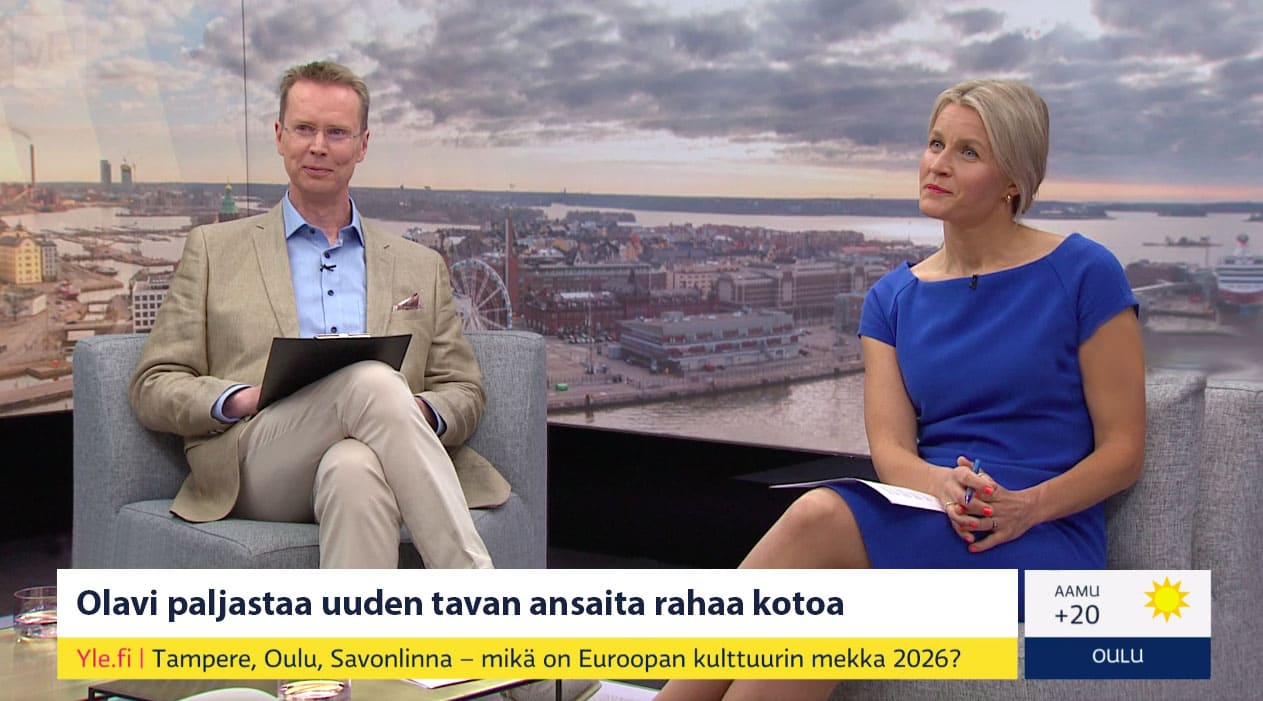 Olavi paljastaa uuden tavan ansaita rahaa kotoa
Yle.fi | Tampere, Oulu, Savonlinna – mikä on Euroopan kulttuurin mekka 2026?
AAMU
+20
OULU